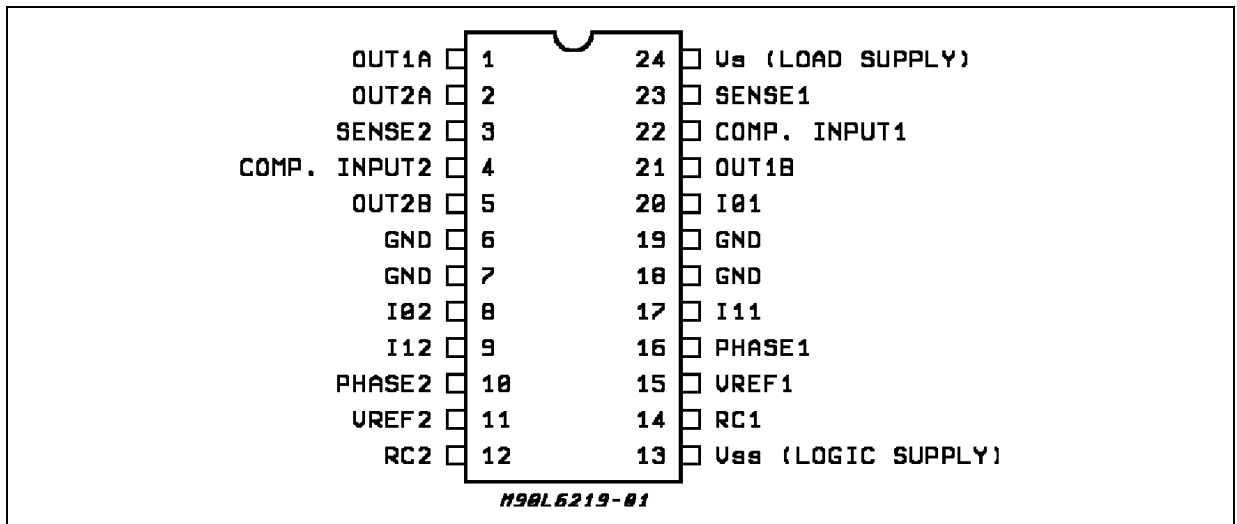 OUT1A 1 24 Vs (LOAD SUPPLY)
OUT2A 2 23 SENSE1
SENSE2 3 22 COMP. INPUT1
COMP. INPUT2 4 21 OUT1B
OUT2B 5 20 I01
GND 6 19 GND
GND 7 18 GND
I02 8 17 I11
I12 9 16 PHASE1
PHASE2 10 15 VREF1
VREF2 11 14 RC1
RC2 12 13 Vss (LOGIC SUPPLY)
M90L6219-01